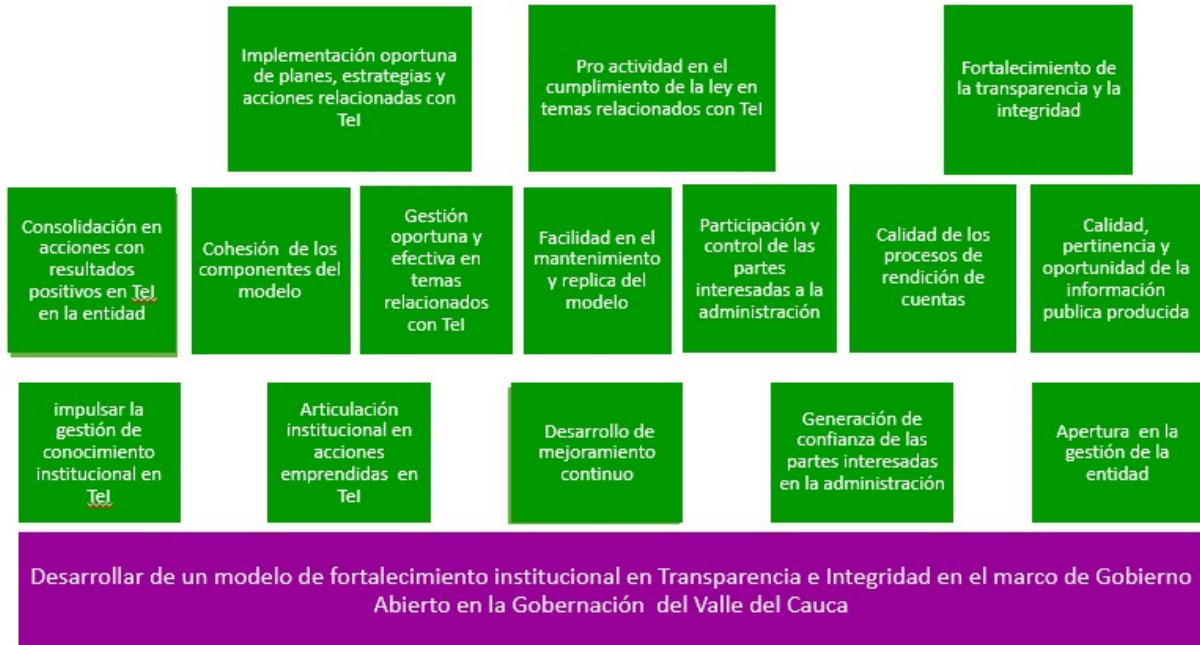 Implementación oportuna
de planes, estrategias y
acciones relacionadas con
TeI
Pro actividad en el
cumplimiento de la ley en
temas relacionados con TeI
Fortalecimiento de
la transparencia y la
integridad
Consolidación en
acciones con
resultados
positivos en TeI
en la entidad
Cohesión de los
componentes del
modelo
Gestión
oportuna y
efectiva en
temas
relacionados
con TeI
Facilidad en el
mantenimiento
y replica del
modelo
Participación y
control de las
partes
interesadas a la
administración
Calidad de los
procesos de
rendición de
cuentas
Calidad,
pertinencia y
oportunidad de la
información
publica producida
impulsar la
gestión de
conocimiento
institucional en
TeI
Articulación
institucional en
acciones
emprendidas en
TeI
Desarrollo de
mejoramiento
continuo
Generación de
confianza de las
partes interesadas
en la administración
Apertura en la
gestión de la
entidad
Desarrollar de un modelo de fortalecimiento institucional en Transparencia e Integridad en el marco de Gobierno
Abierto en la Gobernación del Valle del Cauca